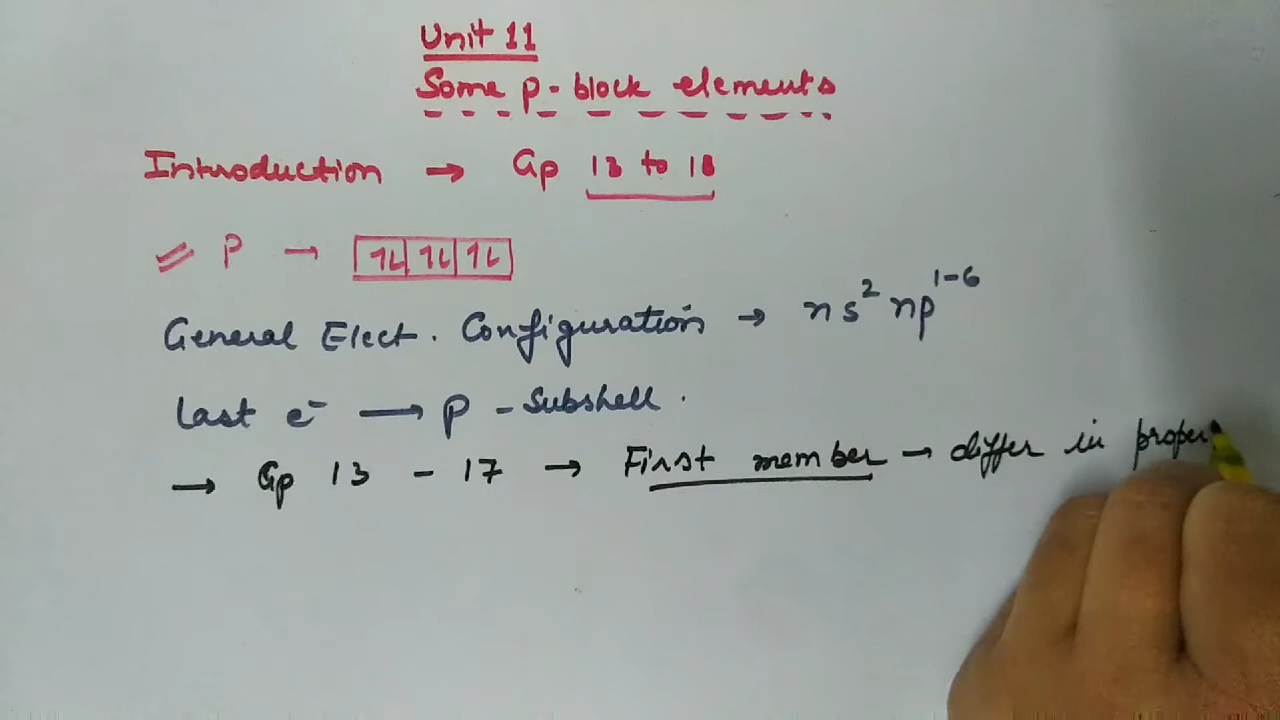 Unit 11
Some p-block elements
Introduction → Gp 13 to 18
P → 1L 1L 1L
General Elect. Configuration → ns² np¹⁻⁶
last e⁻ → p - Subshell.
→ Gp 13 - 17 → First member → differ in proper